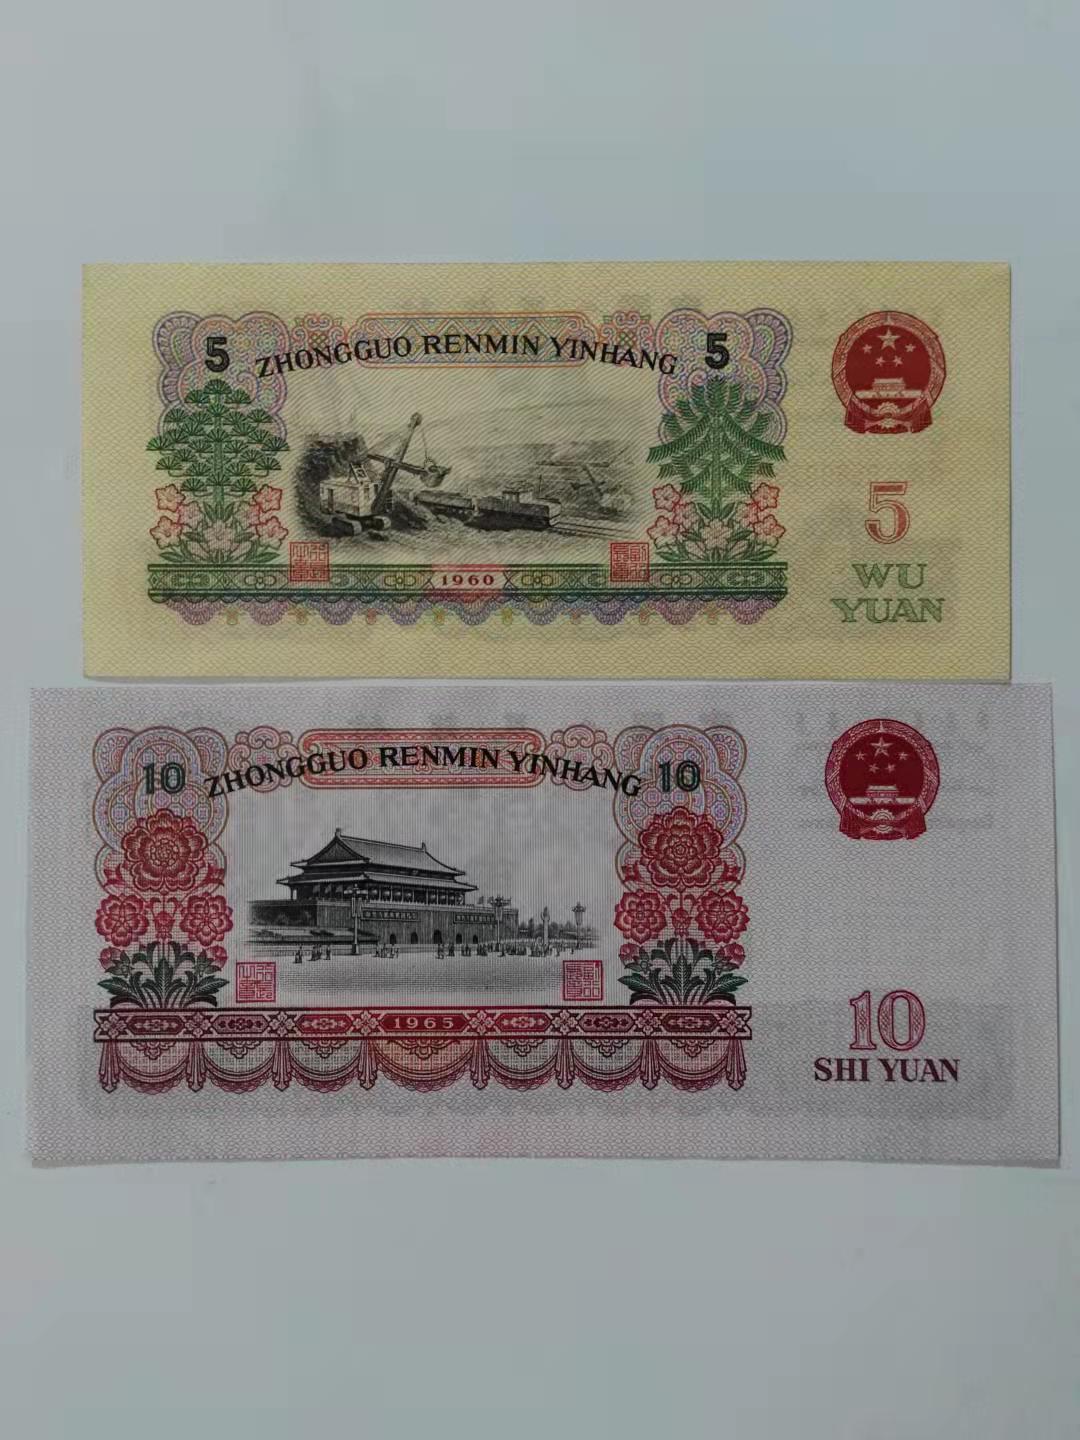 5 ZHONGGUO RENMIN YINHANG 5
1960
5
WU
YUAN
10 ZHONGGUO RENMIN YINHANG 10
1965
10
SHI YUAN